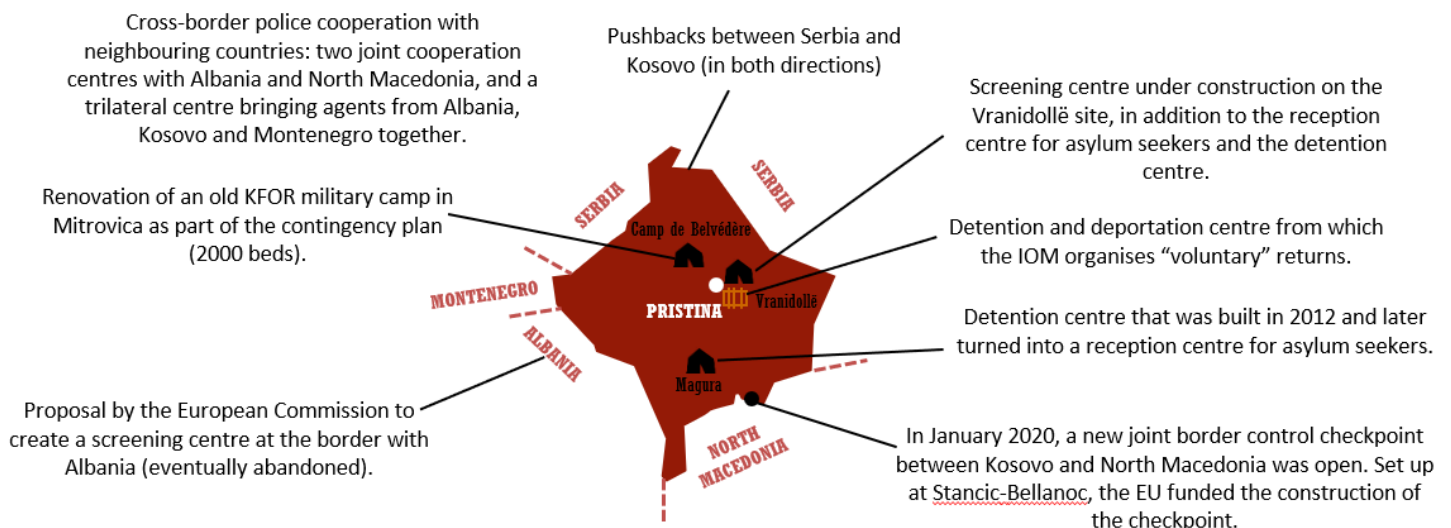 Cross-border police cooperation with
neighbouring countries: two joint cooperation
centres with Albania and North Macedonia, and a
trilateral centre bringing agents from Albania,
Kosovo and Montenegro together.
Pushbacks between Serbia and
Kosovo (in both directions)
Screening centre under construction on the
Vranidollë site, in addition to the reception
centre for asylum seekers and the detention
centre.
Renovation of an old KFOR military camp in
Mitrovica as part of the contingency plan
(2000 beds).
SERBIA
SERBIA
Camp de Belvédère
Detention and deportation centre from which
the IOM organises “voluntary” returns.
MONTENEGRO
PRISTINA
Vranidollë
ALBANIA
Detention centre that was built in 2012 and later
turned into a reception centre for asylum seekers.
Magura
Proposal by the European Commission to
create a screening centre at the border with
Albania (eventually abandoned).
NORTH
MACEDONIA
In January 2020, a new joint border control checkpoint
between Kosovo and North Macedonia was open. Set up
at Stancic-Bellanoc, the EU funded the construction of
the checkpoint.